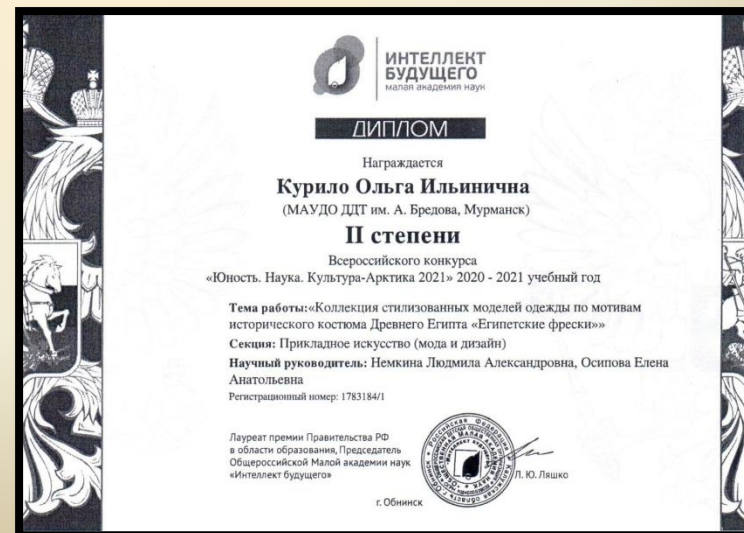 ИНТЕЛЛЕКТ
БУДУЩЕГО
малая академия наук
ДИПЛОМ
Награждается
Курило Ольга Ильинична
(МАУДО ДДТ им. А. Бредова, Мурманск)
II степени
Всероссийского конкурса
«Юность. Наука. Культура-Арктика 2021» 2020 - 2021 учебный год
Тема работы:«Коллекция стилизованных моделей одежды по мотивам
исторического костюма Древнего Египта «Египетские фрески»»
Секция: Прикладное искусство (мода и дизайн)
Научный руководитель: Немкина Людмила Александровна, Осипова Елена
Анатольевна
Регистрационный номер: 1783184/1
Лауреат премии Правительства РФ
в области образования, Председатель
Общероссийской Малой академии наук
«Интеллект будущего»
Л. Ю. Ляшко
г. Обнинск